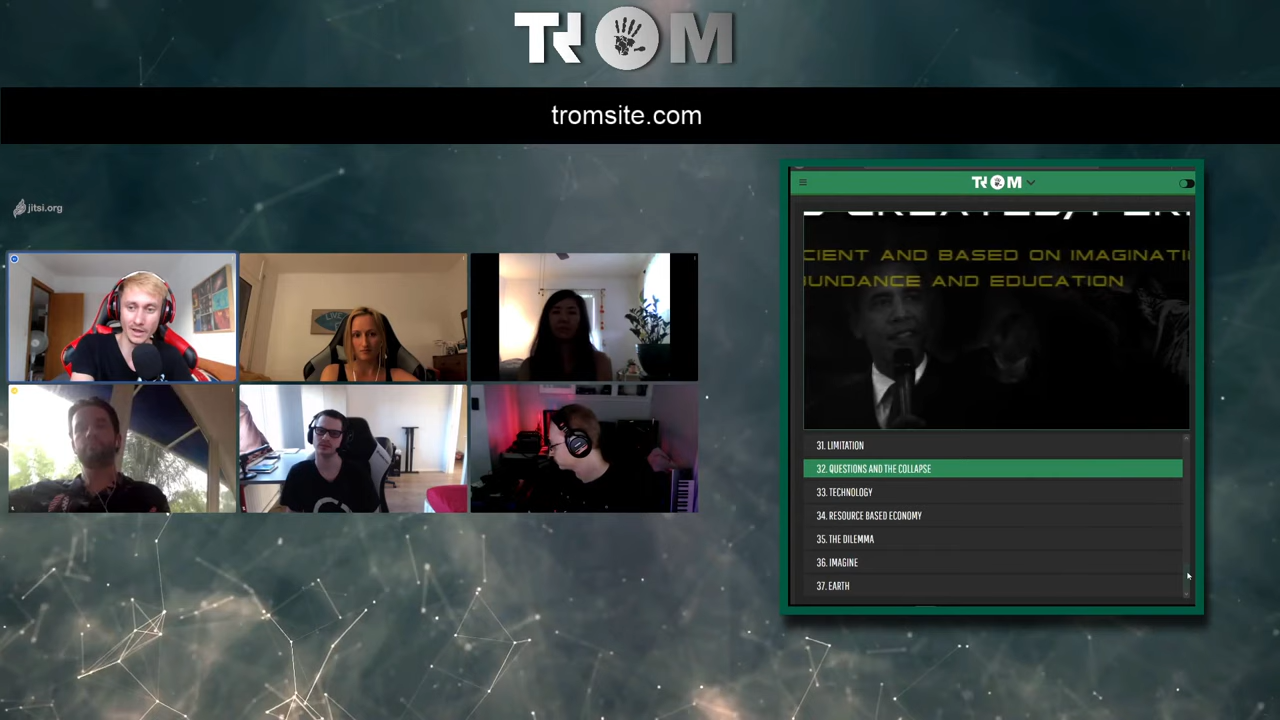 TROM
tromsite.com
jitsi.org
LIVE
TROM
CIENT AND BASED ON IMAGINATI
UNDANCE AND EDUCATION
31. LIMITATION
32. QUESTIONS AND THE COLLAPSE
33. TECHNOLOGY
34. RESOURCE BASED ECONOMY
35. THE DILEMMA
36. IMAGINE
37. EARTH